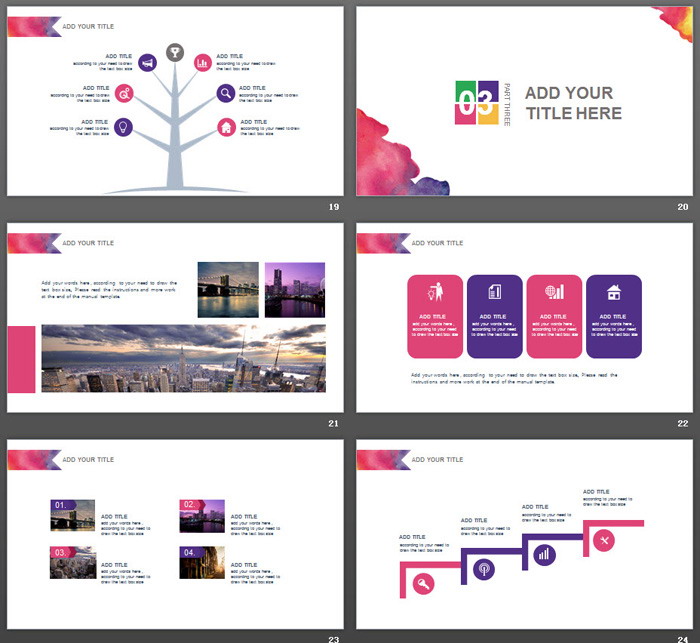 ADD YOUR TITLE
ADD TITLE
according to your need to draw
the text box size
ADD TITLE
according to your need to draw
the text box size
ADD TITLE
according to your need to draw
the text box size
ADD TITLE
according to your need to draw
the text box size
ADD TITLE
according to your need to draw
the text box size
ADD TITLE
according to your need to draw
the text box size
19
03
PART THREE
ADD YOUR
TITLE HERE
20
ADD YOUR TITLE
Add your words here , according to your need to draw the
text box size, Please read the instructions and more work
at the end of the manual template
21
ADD YOUR TITLE
ADD TITLE
add your words here ,
according to your need
to draw the text box size
ADD TITLE
add your words here ,
according to your need
to draw the text box size
ADD TITLE
add your words here ,
according to your need
to draw the text box size
ADD TITLE
add your words here ,
according to your need
to draw the text box size
Add your words here , according to your need to draw the text box size, Please read the
instructions and more work at the end of the manual template.
22
ADD YOUR TITLE
01.
ADD TITLE
add your words here ,
according to your need to
draw the text box size
02.
ADD TITLE
add your words here ,
according to your need to
draw the text box size
03.
ADD TITLE
add your words here ,
according to your need to
draw the text box size
04.
ADD TITLE
add your words here ,
according to your need to
draw the text box size
23
ADD YOUR TITLE
ADD TITLE
according to your need to
draw the text box size
ADD TITLE
according to your need to
draw the text box size
ADD TITLE
according to your need to
draw the text box size
ADD TITLE
according to your need to
draw the text box size
24